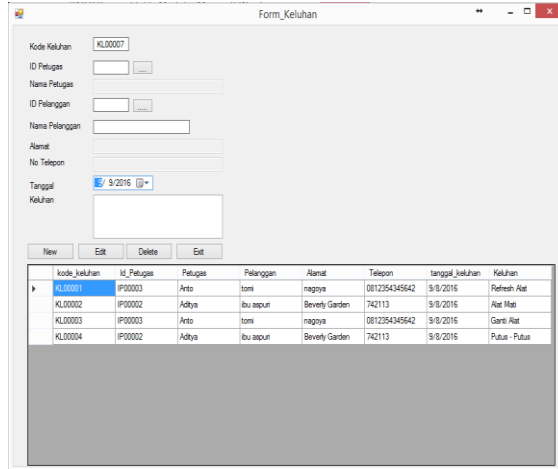 Form_Keluhan
Kode Keluhan KL00007
ID Petugas ....
Nama Petugas
ID Pelanggan .....
Nama Pelanggan
Alamat
No Telepon
Tanggal 9/ 9/2016
Keluhan
New Edit Delete Exit
kode_keluhan Id_Petugas Petugas Pelanggan Alamat Telepon tanggal_keluhan Keluhan
KL00001 IP00003 Anto tomi nagoya 0812354345642 9/8/2016 Refresh Alat
KL00002 IP00002 Aditya ibu aspuri Beverly Garden 742113 9/8/2016 Alat Mati
KL00003 IP00003 Anto tomi nagoya 0812354345642 9/8/2016 Ganti Alat
KL00004 IP00002 Aditya ibu aspuri Beverly Garden 742113 9/8/2016 Putus - Putus